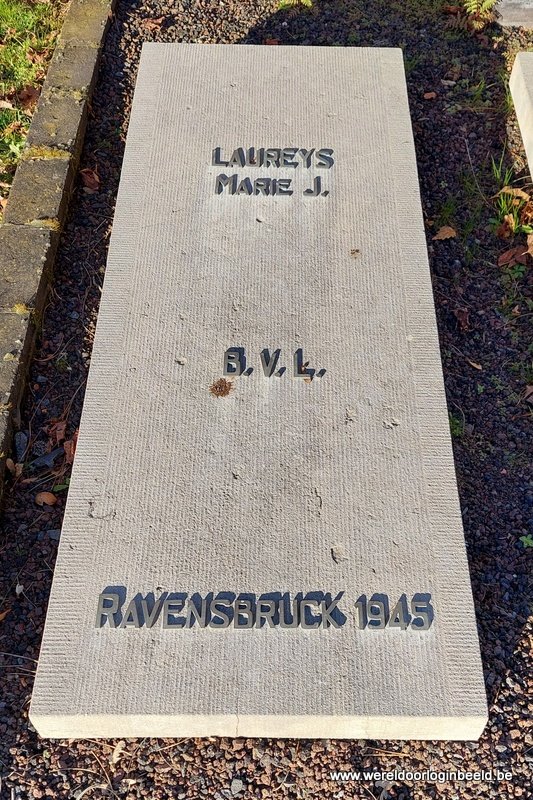 LAUREYS
MARIE J.
B.V.L.
RAVENSBRUCK 1945
www.wereldoorloginbeeld.be